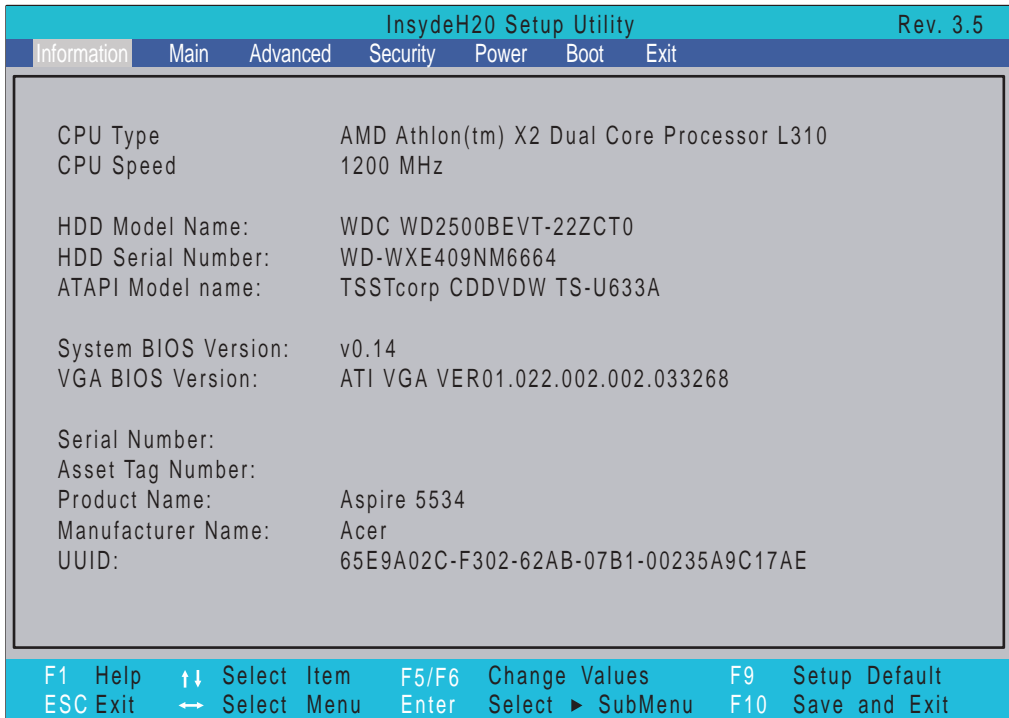 InsydeH20 Setup Utility Rev. 3.5
Information Main Advanced Security Power Boot Exit
CPU Type AMD Athlon(tm) X2 Dual Core Processor L310
CPU Speed 1200 MHz
HDD Model Name: WDC WD2500BEVT-22ZCT0
HDD Serial Number: WD-WXE409NM6664
ATAPI Model name: TSSTcorp CDDVDW TS-U633A
System BIOS Version: v0.14
VGA BIOS Version: ATI VGA VER01.022.002.002.033268
Serial Number:
Asset Tag Number:
Product Name: Aspire 5534
Manufacturer Name: Acer
UUID: 65E9A02C-F302-62AB-07B1-00235A9C17AE
F1 Help ↑↓ Select Item F5/F6 Change Values F9 Setup Default
ESC Exit ↔ Select Menu Enter Select ► SubMenu F10 Save and Exit